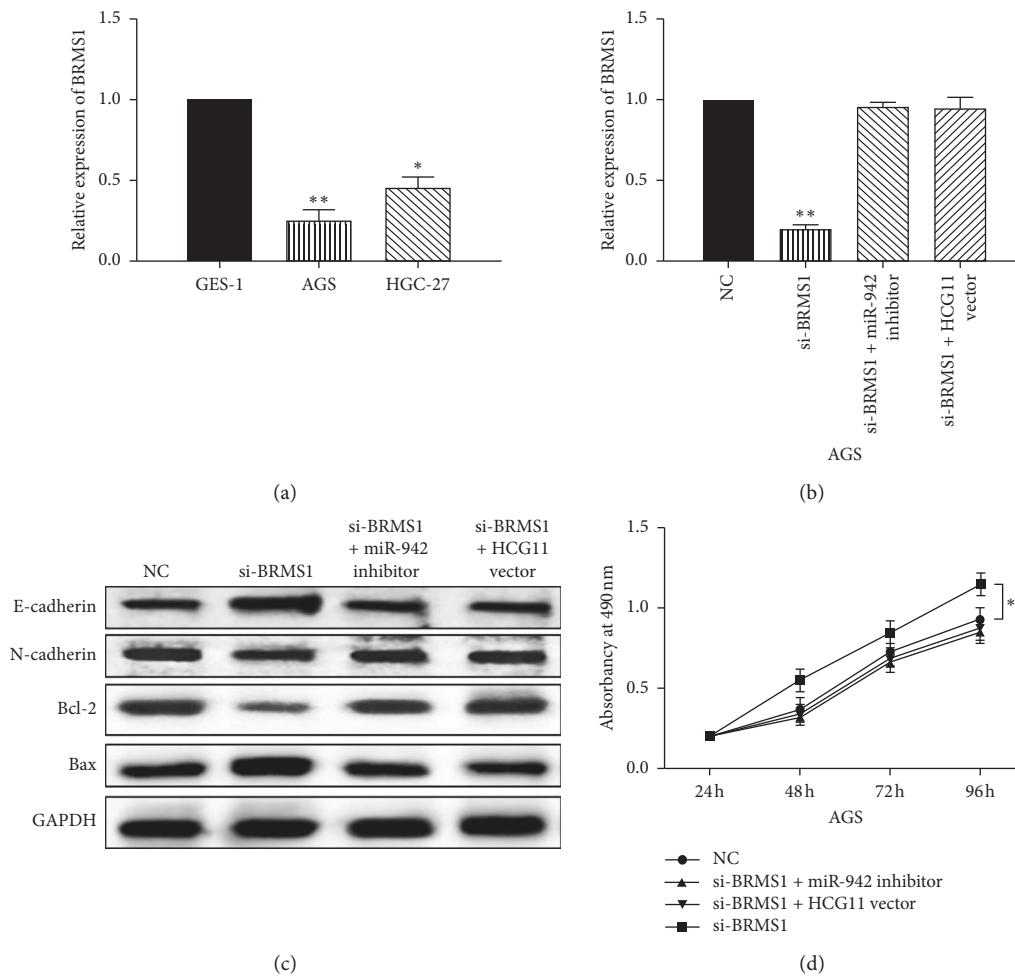 Relative expression of BRMS1
1.5
1.0
0.5
0.0
**
*
GES-1
AGS
HGC-27
(a)
Relative expression of BRMS1
1.5
1.0
0.5
0.0
**
NC
si-BRMS1
si-BRMS1 + miR-942
inhibitor
si-BRMS1 + HCG11
vector
AGS
(b)
NC
si-BRMS1
si-BRMS1
+ miR-942
inhibitor
si-BRMS1
+ HCG11
vector
E-cadherin
N-cadherin
Bcl-2
Bax
GAPDH
(c)
Absorbancy at 490 nm
1.5
1.0
0.5
0.0
*
24 h
48 h
72 h
96 h
AGS
NC
si-BRMS1 + miR-942 inhibitor
si-BRMS1 + HCG11 vector
si-BRMS1
(d)